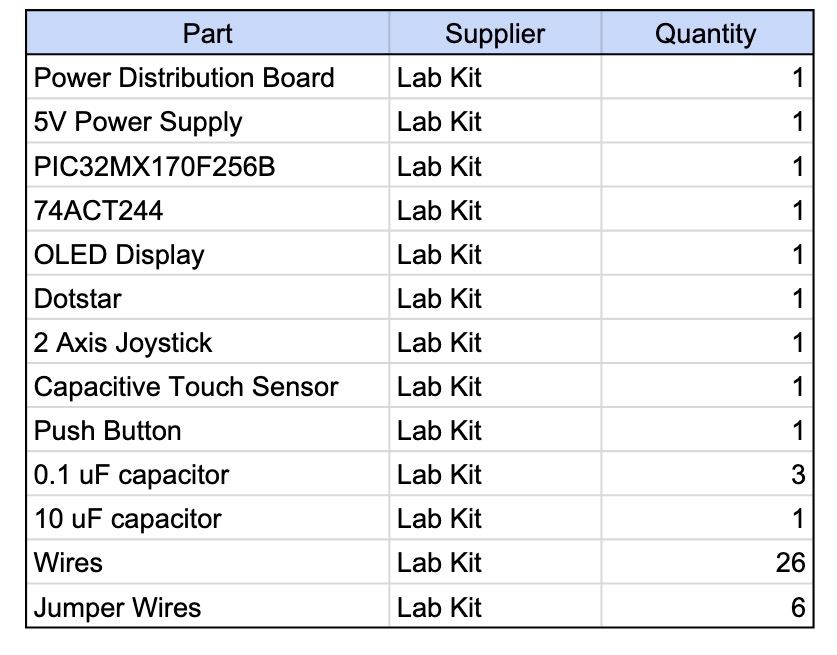 Part Supplier Quantity
Power Distribution Board Lab Kit 1
5V Power Supply Lab Kit 1
PIC32MX170F256B Lab Kit 1
74ACT244 Lab Kit 1
OLED Display Lab Kit 1
Dotstar Lab Kit 1
2 Axis Joystick Lab Kit 1
Capacitive Touch Sensor Lab Kit 1
Push Button Lab Kit 1
0.1 uF capacitor Lab Kit 3
10 uF capacitor Lab Kit 1
Wires Lab Kit 26
Jumper Wires Lab Kit 6